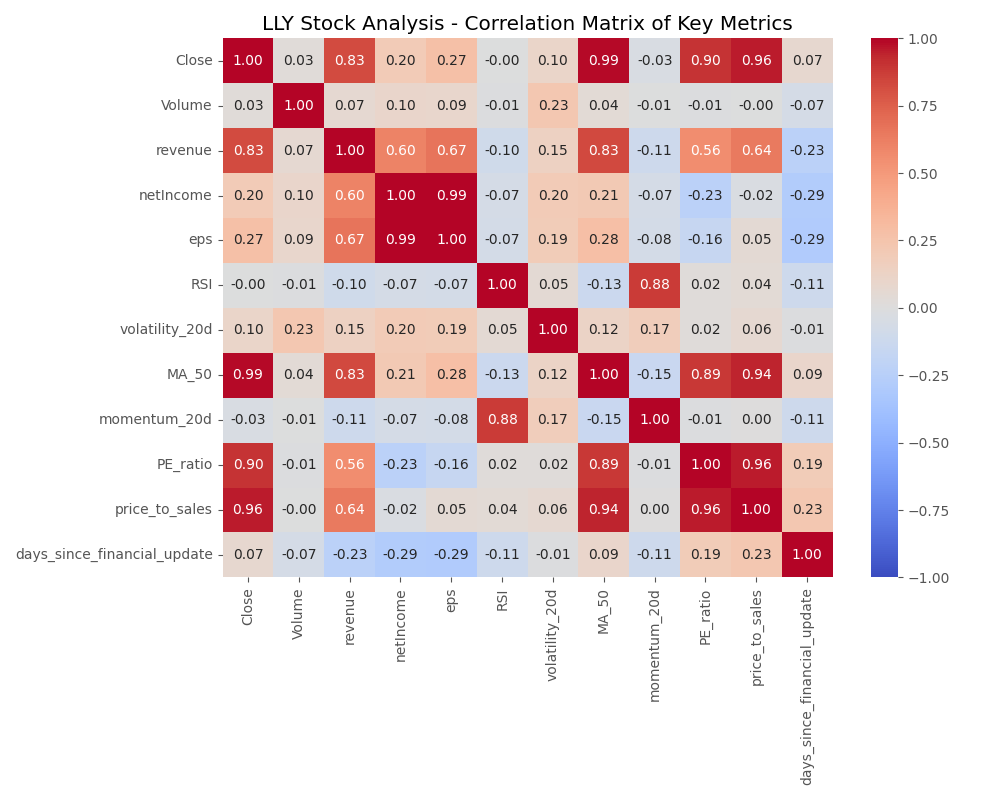 LLY Stock Analysis - Correlation Matrix of Key Metrics
Close 1.00 0.03 0.83 0.20 0.27 -0.00 0.10 0.99 -0.03 0.90 0.96 0.07
Volume 0.03 1.00 0.07 0.10 0.09 -0.01 0.23 0.04 -0.01 -0.01 -0.00 -0.07
revenue 0.83 0.07 1.00 0.60 0.67 -0.10 0.15 0.83 -0.11 0.56 0.64 -0.23
netIncome 0.20 0.10 0.60 1.00 0.99 -0.07 0.20 0.21 -0.07 -0.23 -0.02 -0.29
eps 0.27 0.09 0.67 0.99 1.00 -0.07 0.19 0.28 -0.08 -0.16 0.05 -0.29
RSI -0.00 -0.01 -0.10 -0.07 -0.07 1.00 0.05 -0.13 0.88 0.02 0.04 -0.11
volatility_20d 0.10 0.23 0.15 0.20 0.19 0.05 1.00 0.12 0.17 0.02 0.06 -0.01
MA_50 0.99 0.04 0.83 0.21 0.28 -0.13 0.12 1.00 -0.15 0.89 0.94 0.09
momentum_20d -0.03 -0.01 -0.11 -0.07 -0.08 0.88 0.17 -0.15 1.00 -0.01 0.00 -0.11
PE_ratio 0.90 -0.01 0.56 -0.23 -0.16 0.02 0.02 0.89 -0.01 1.00 0.96 0.19
price_to_sales 0.96 -0.00 0.64 -0.02 0.05 0.04 0.06 0.94 0.00 0.96 1.00 0.23
days_since_financial_update 0.07 -0.07 -0.23 -0.29 -0.29 -0.11 -0.01 0.09 -0.11 0.19 0.23 1.00
Close
Volume
revenue
netIncome
eps
RSI
volatility_20d
MA_50
momentum_20d
PE_ratio
price_to_sales
days_since_financial_update
1.00
0.75
0.50
0.25
0.00
−0.25
−0.50
−0.75
−1.00